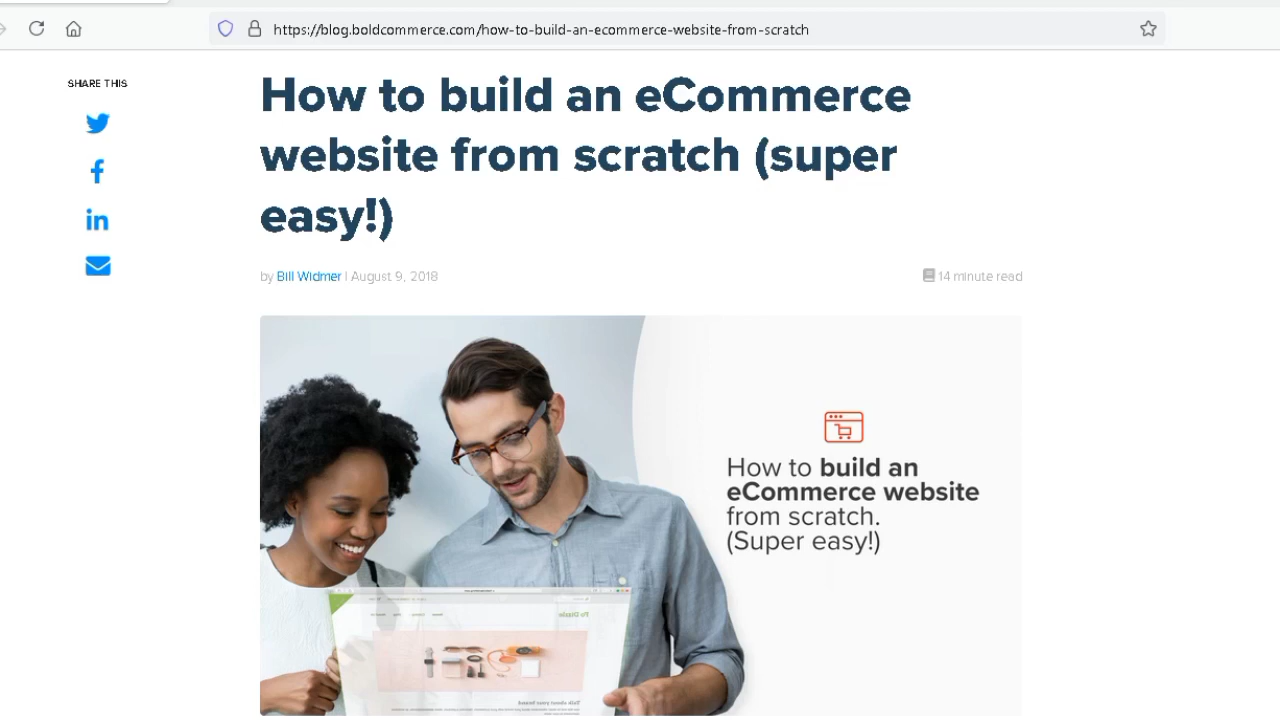 https://blog.boldcommerce.com/how-to-build-an-ecommerce-website-from-scratch
SHARE THIS
How to build an eCommerce
website from scratch (super
easy!)
by Bill Widmer | August 9, 2018
14 minute read
How to build an
eCommerce website
from scratch.
(Super easy!)